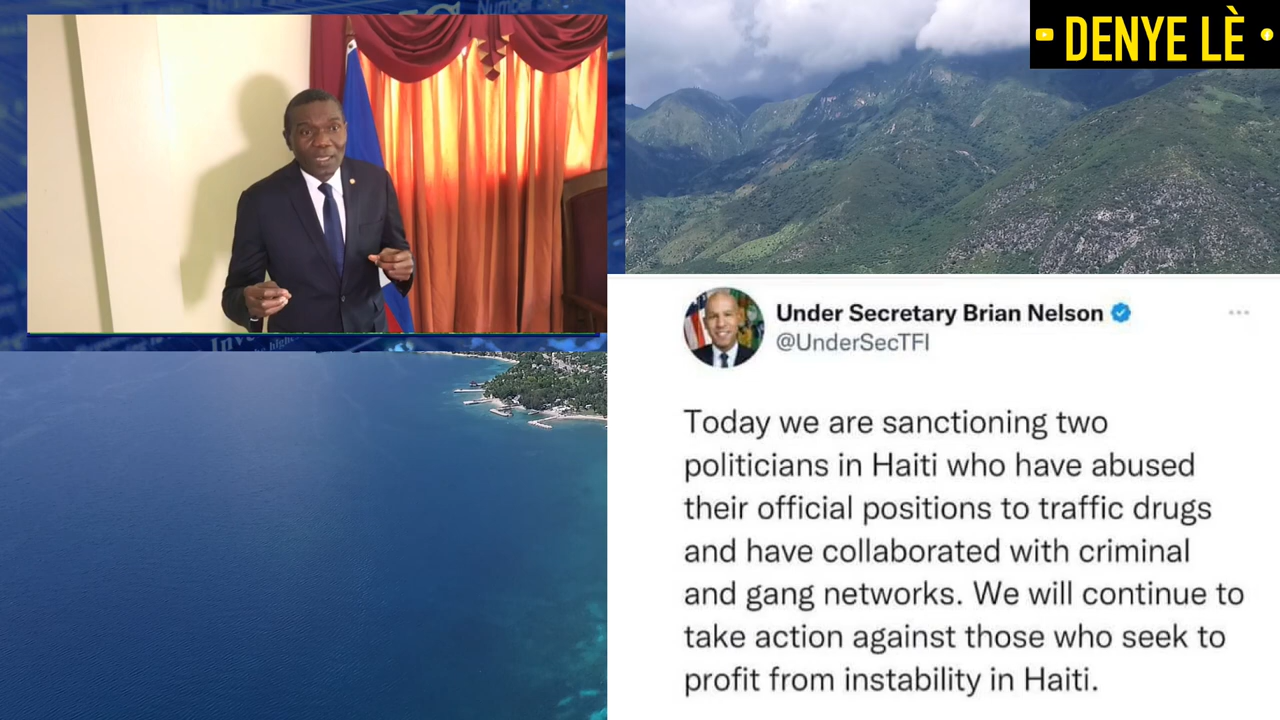 DENYE LÈ
Under Secretary Brian Nelson
@UnderSecTFI
Today we are sanctioning two
politicians in Haiti who have abused
their official positions to traffic drugs
and have collaborated with criminal
and gang networks. We will continue to
take action against those who seek to
profit from instability in Haiti.